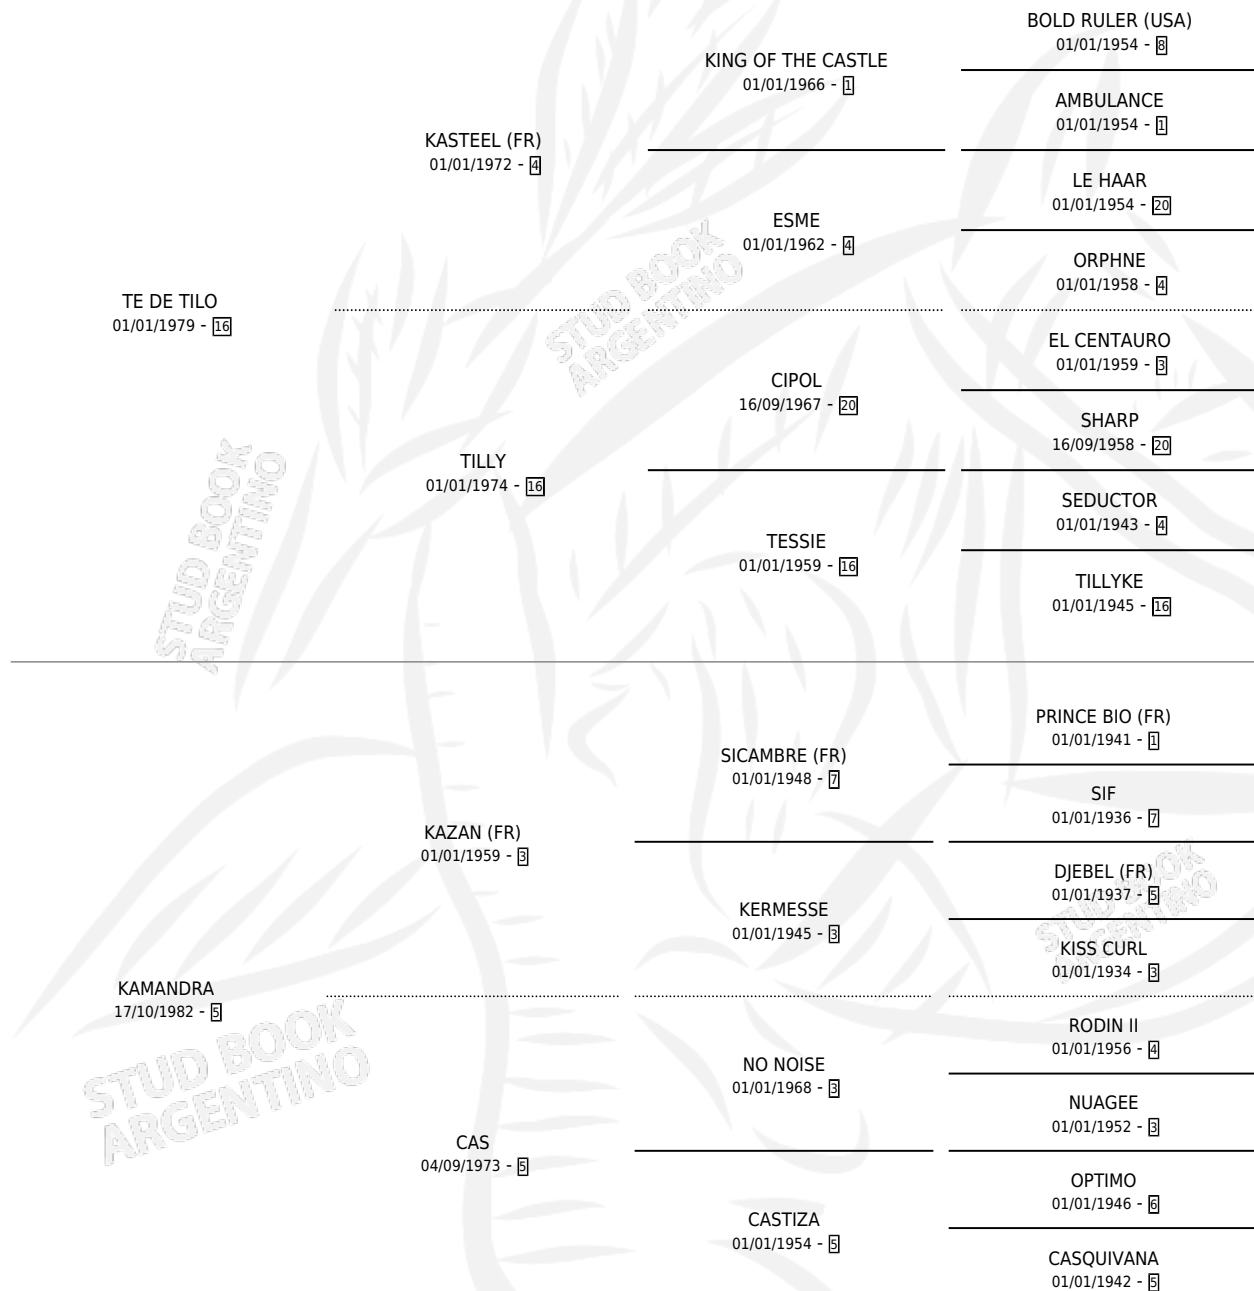 BOLD RULER (USA)
01/01/1954 - 8
KING OF THE CASTLE
01/01/1966 - 1
AMBULANCE
01/01/1954 - 1
KASTEEL (FR)
01/01/1972 - 4
LE HAAR
01/01/1954 - 20
ESME
01/01/1962 - 4
ORPHNE
01/01/1958 - 4
TE DE TILO
01/01/1979 - 16
EL CENTAURO
01/01/1959 - 3
CIPOL
16/09/1967 - 20
SHARP
16/09/1958 - 20
TILLY
01/01/1974 - 16
SEDUCTOR
01/01/1943 - 4
TESSIE
01/01/1959 - 16
TILLYKE
01/01/1945 - 16
STUD BOOK
ARGENTINO
STUD BOOK
ARGENTINO
PRINCE BIO (FR)
01/01/1941 - 1
SICAMBRE (FR)
01/01/1948 - 7
SIF
01/01/1936 - 7
KAZAN (FR)
01/01/1959 - 3
DJEBEL (FR)
01/01/1937 - 5
KERMESSE
01/01/1945 - 3
KISS CURL
01/01/1934 - 3
KAMANDRA
17/10/1982 - 5
RODIN II
01/01/1956 - 4
NO NOISE
01/01/1968 - 3
NUAGEE
01/01/1952 - 3
CAS
04/09/1973 - 5
OPTIMO
01/01/1946 - 6
CASTIZA
01/01/1954 - 5
CASQUIVANA
01/01/1942 - 5
STUD BOOK
ARGENTINO
STUD BOOK
ARGENTINO